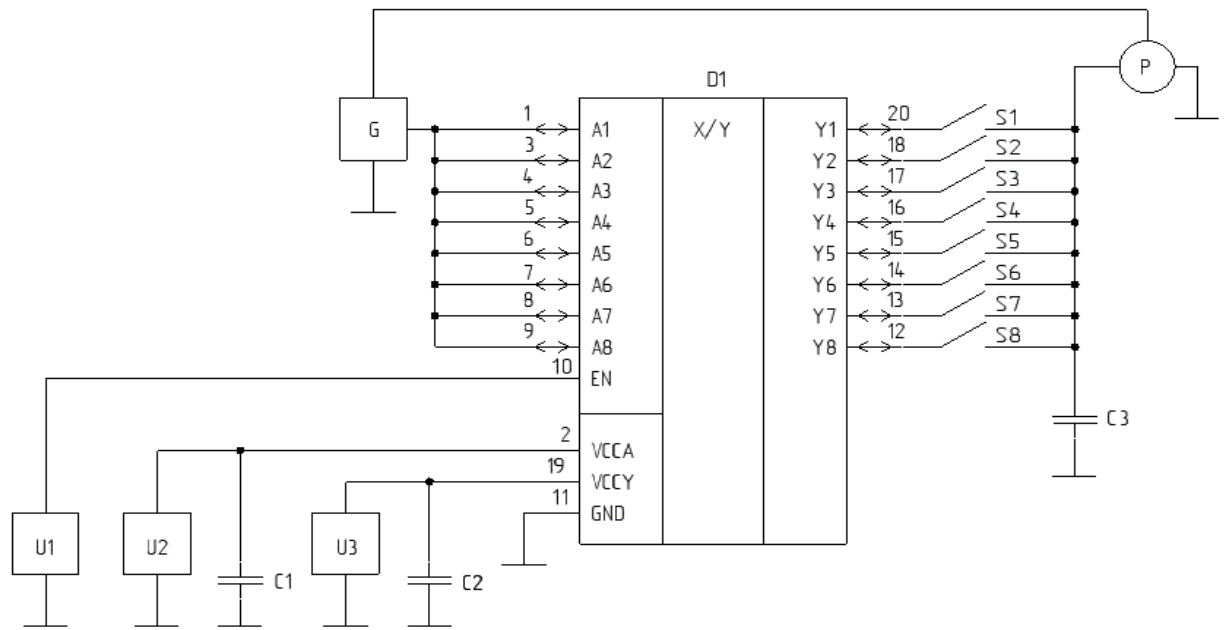 P
D1
G
1 A1 X/Y Y1 20 S1
3 A2 Y2 18 S2
4 A3 Y3 17 S3
5 A4 Y4 16 S4
6 A5 Y5 15 S5
7 A6 Y6 14 S6
8 A7 Y7 13 S7
9 A8 Y8 12 S8
10 EN
C3
2 VCCA
19 VCCY
11 GND
U1 U2 U3
C1 C2